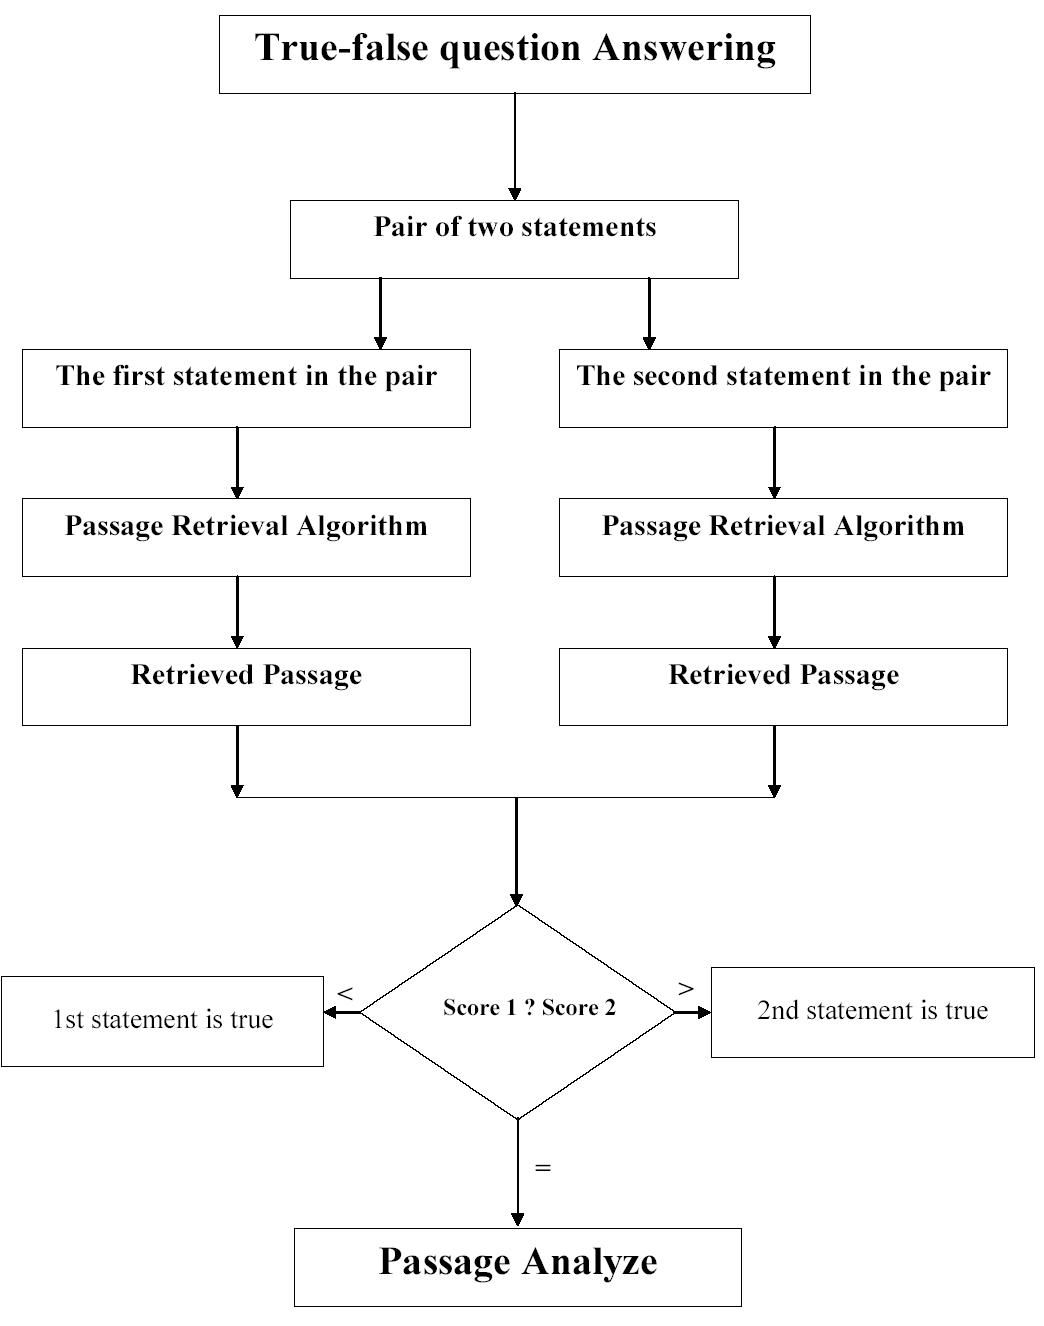 True-false question Answering
Pair of two statements
The first statement in the pair
The second statement in the pair
Passage Retrieval Algorithm
Passage Retrieval Algorithm
Retrieved Passage
Retrieved Passage
<
>
Score 1 ? Score 2
1st statement is true
2nd statement is true
=
Passage Analyze